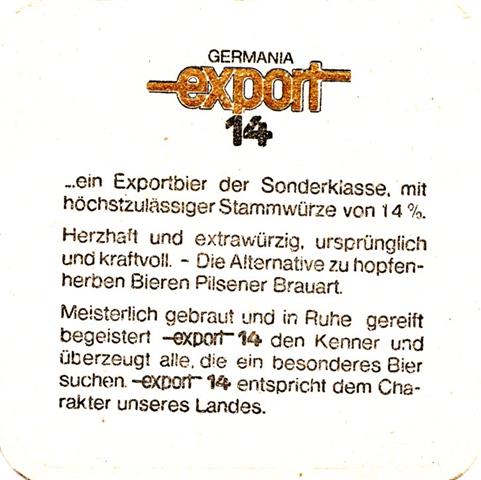 GERMANIA
export
14
...ein Exportbier der Sonderklasse, mit
höchstzulässiger Stammwürze von 14 %.
Herzhaft und extrawürzig, ursprünglich
und kraftvoll. - Die Alternative zu hopfen-
herben Bieren Pilsener Brauart.
Meisterlich gebraut und in Ruhe gereift
begeistert export 14 den Kenner und
überzeugt alle, die ein besonderes Bier
suchen. export 14 entspricht dem Cha-
rakter unseres Landes.